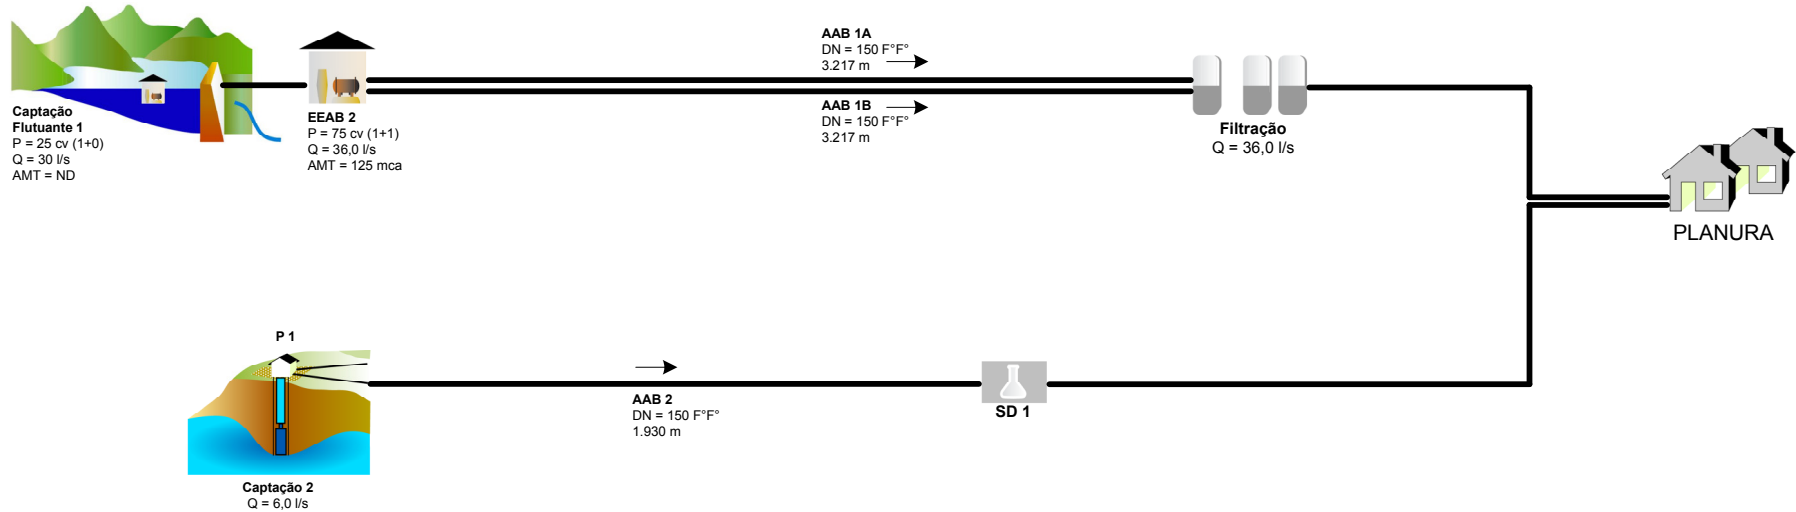 Captação
Flutuante 1
P = 25 cv (1+0)
Q = 30 l/s
AMT = ND
EEAB 2
P = 75 cv (1+1)
Q = 36,0 l/s
AMT = 125 mca
AAB 1A
DN = 150 F°F°
3.217 m
AAB 1B
DN = 150 F°F°
3.217 m
Filtração
Q = 36,0 l/s
PLANURA
P 1
AAB 2
DN = 150 F°F°
1.930 m
SD 1
Captação 2
Q = 6,0 l/s